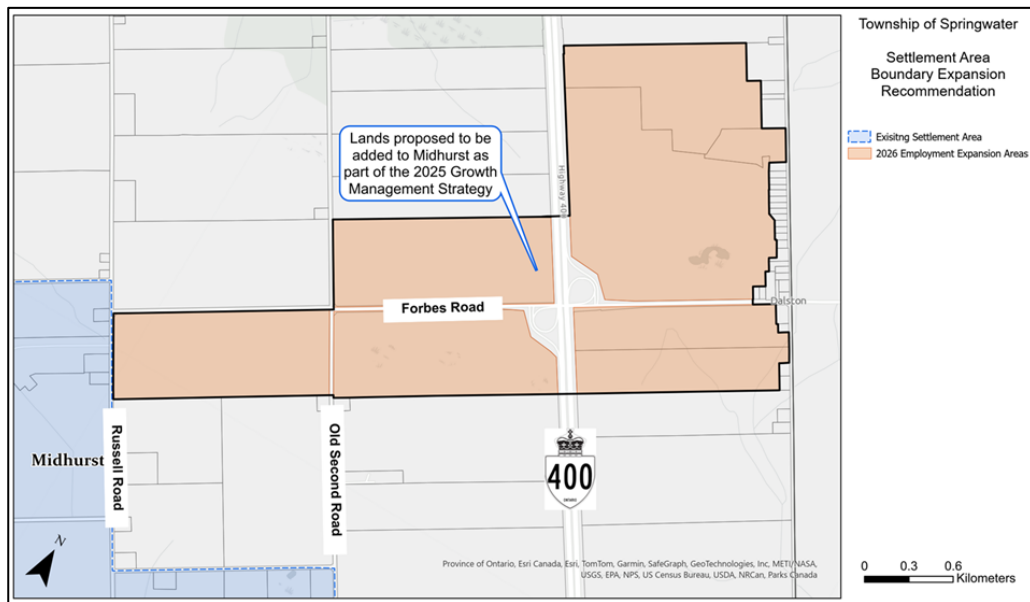 Township of Springwater
Settlement Area
Boundary Expansion
Recommendation
Exisitng Settlement Area
2026 Employment Expansion Areas
Lands proposed to be
added to Midhurst as
part of the 2025 Growth
Management Strategy
Highway 400
Forbes Road
Dalston
Russell Road
Old Second Road
Midhurst
400
ONTARIO
N
Province of Ontario, Esri Canada, Esri, TomTom, Garmin, SafeGraph, GeoTechnologies, Inc, METI/NASA,
USGS, EPA, NPS, US Census Bureau, USDA, NRCan, Parks Canada
0 0.3 0.6
Kilometers